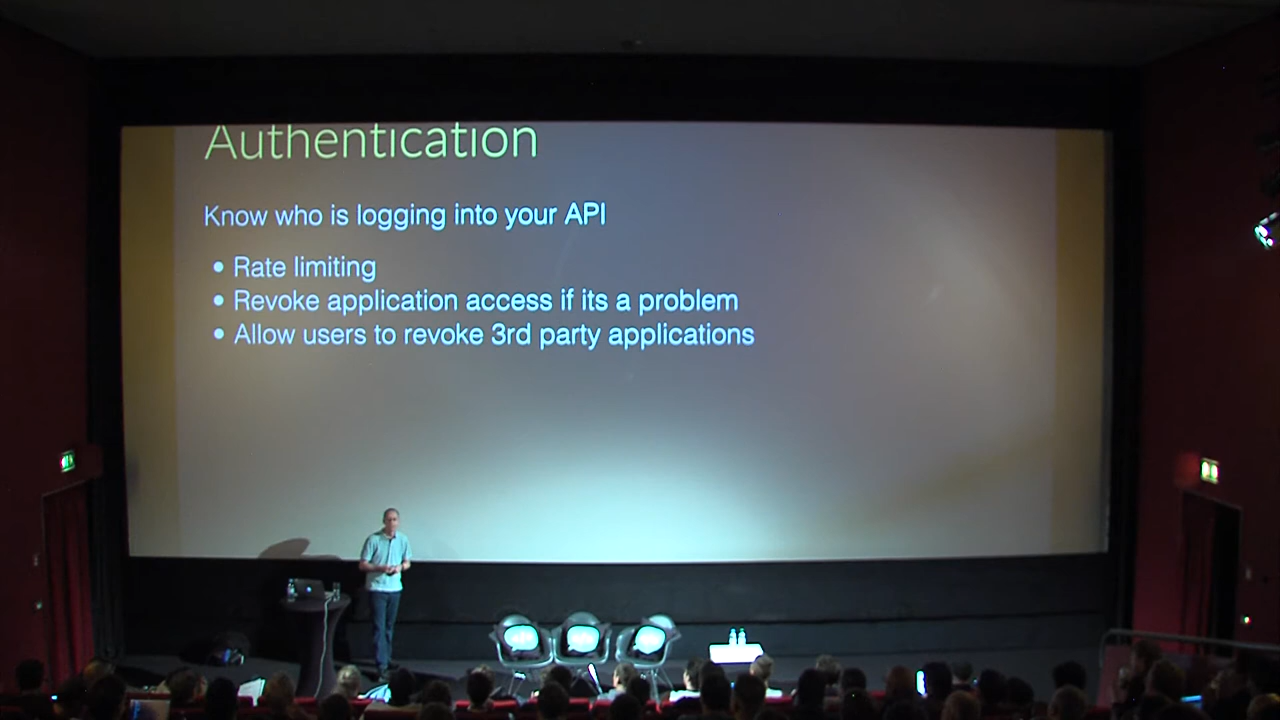 Authentication
Know who is logging into your API
• Rate limiting
• Revoke application access if its a problem
• Allow users to revoke 3rd party applications